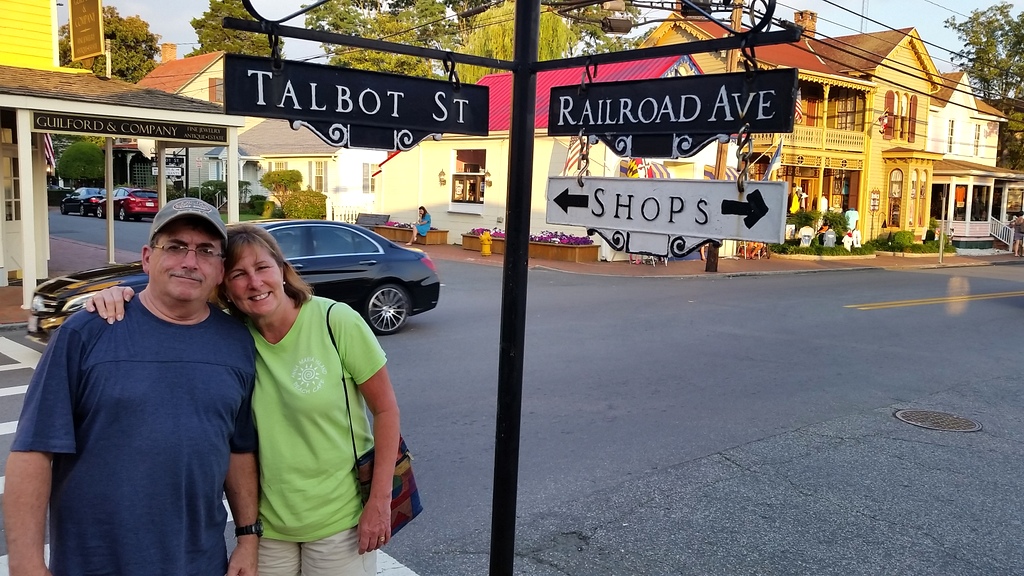 TALBOT ST
RAILROAD AVE
SHOPS
GUILFORD & COMPANY
FINE JEWELRY
ANTIQUE & ESTATE